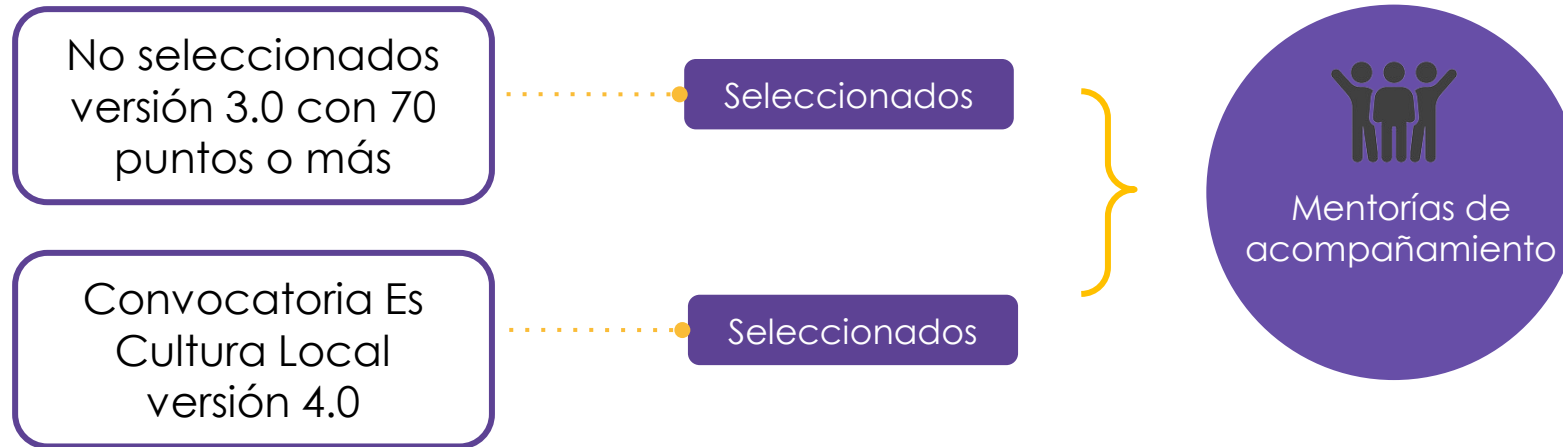 No seleccionados
versión 3.0 con 70
puntos o más
Seleccionados
Convocatoria Es
Cultura Local
versión 4.0
Seleccionados
Mentorías de
acompañamiento